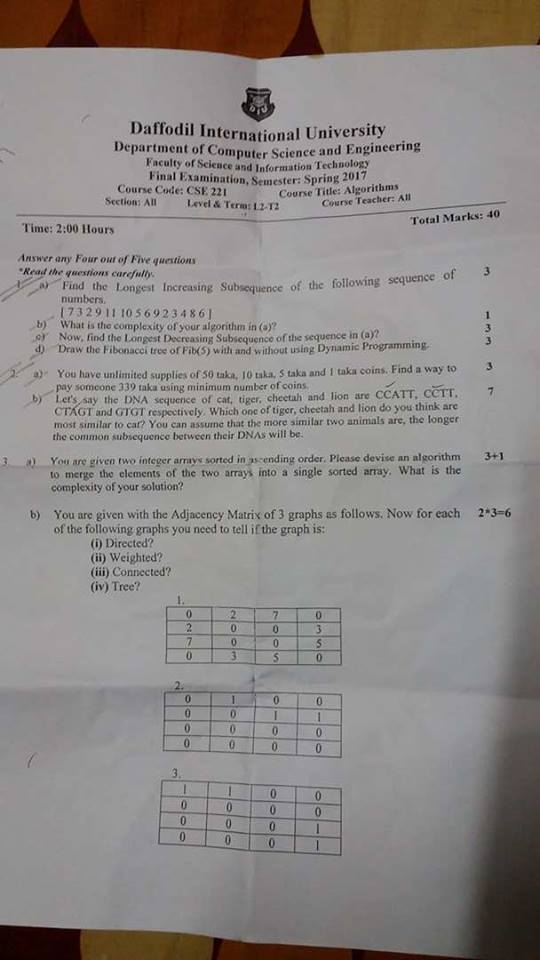 Daffodil International University
Department of Computer Science and Engineering
Faculty of Science and Information Technology
Final Examination, Semester: Spring 2017
Course Code: CSE 221 Course Title: Algorithms
Section: All Level & Term: L2-T2 Course Teacher: All
Time: 2:00 Hours Total Marks: 40
Answer any Four out of Five questions
*Read the questions carefully.
1. a) Find the Longest Increasing Subsequence of the following sequence of 3
numbers.
[ 7 3 2 9 11 10 5 6 9 2 3 4 8 6 ]
b) What is the complexity of your algorithm in (a)? 1
c) Now, find the Longest Decreasing Subsequence of the sequence in (a)? 3
d) Draw the Fibonacci tree of Fib(5) with and without using Dynamic Programming. 3
2. a) You have unlimited supplies of 50 taka, 10 taka, 5 taka and 1 taka coins. Find a way to 3
pay someone 339 taka using minimum number of coins.
b) Let's say the DNA sequence of cat, tiger, cheetah and lion are CCATT, CCTT, 7
CTAGT and GTGT respectively. Which one of tiger, cheetah and lion do you think are
most similar to cat? You can assume that the more similar two animals are, the longer
the common subsequence between their DNAs will be.
3. a) You are given two integer arrays sorted in ascending order. Please devise an algorithm 3+1
to merge the elements of the two arrays into a single sorted array. What is the
complexity of your solution?
b) You are given with the Adjacency Matrix of 3 graphs as follows. Now for each 2*3=6
of the following graphs you need to tell if the graph is:
(i) Directed?
(ii) Weighted?
(iii) Connected?
(iv) Tree?
1.
0 2 7 0
2 0 0 3
7 0 0 5
0 3 5 0
2.
0 1 0 0
0 0 1 1
0 0 0 0
0 0 0 0
3.
1 1 0 0
0 0 0 0
0 0 0 1
0 0 0 1